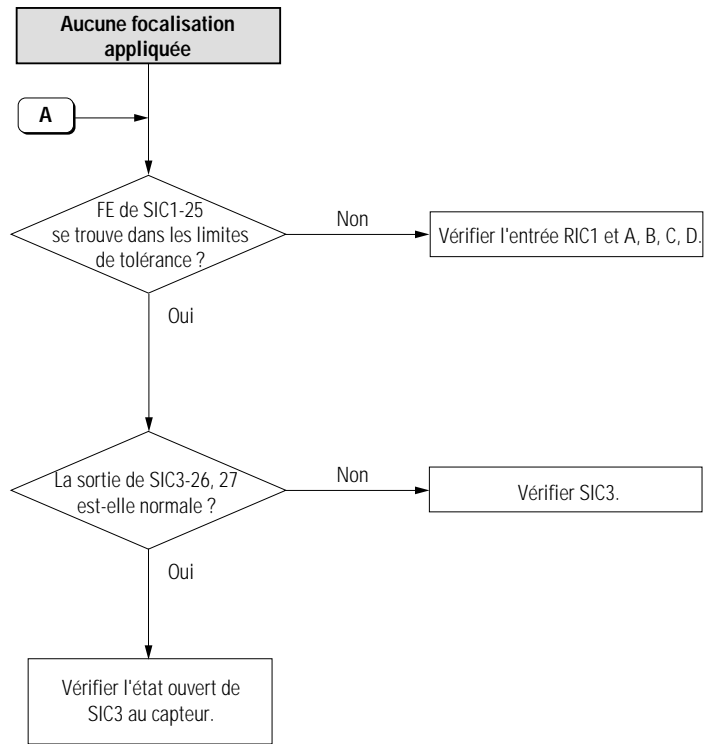 Aucune focalisation
appliquée
A
FE de SIC1-25
se trouve dans les limites
de tolérance ?
Non
Vérifier l'entrée RIC1 et A, B, C, D.
Oui
La sortie de SIC3-26, 27
est-elle normale ?
Non
Vérifier SIC3.
Oui
Vérifier l'état ouvert de
SIC3 au capteur.